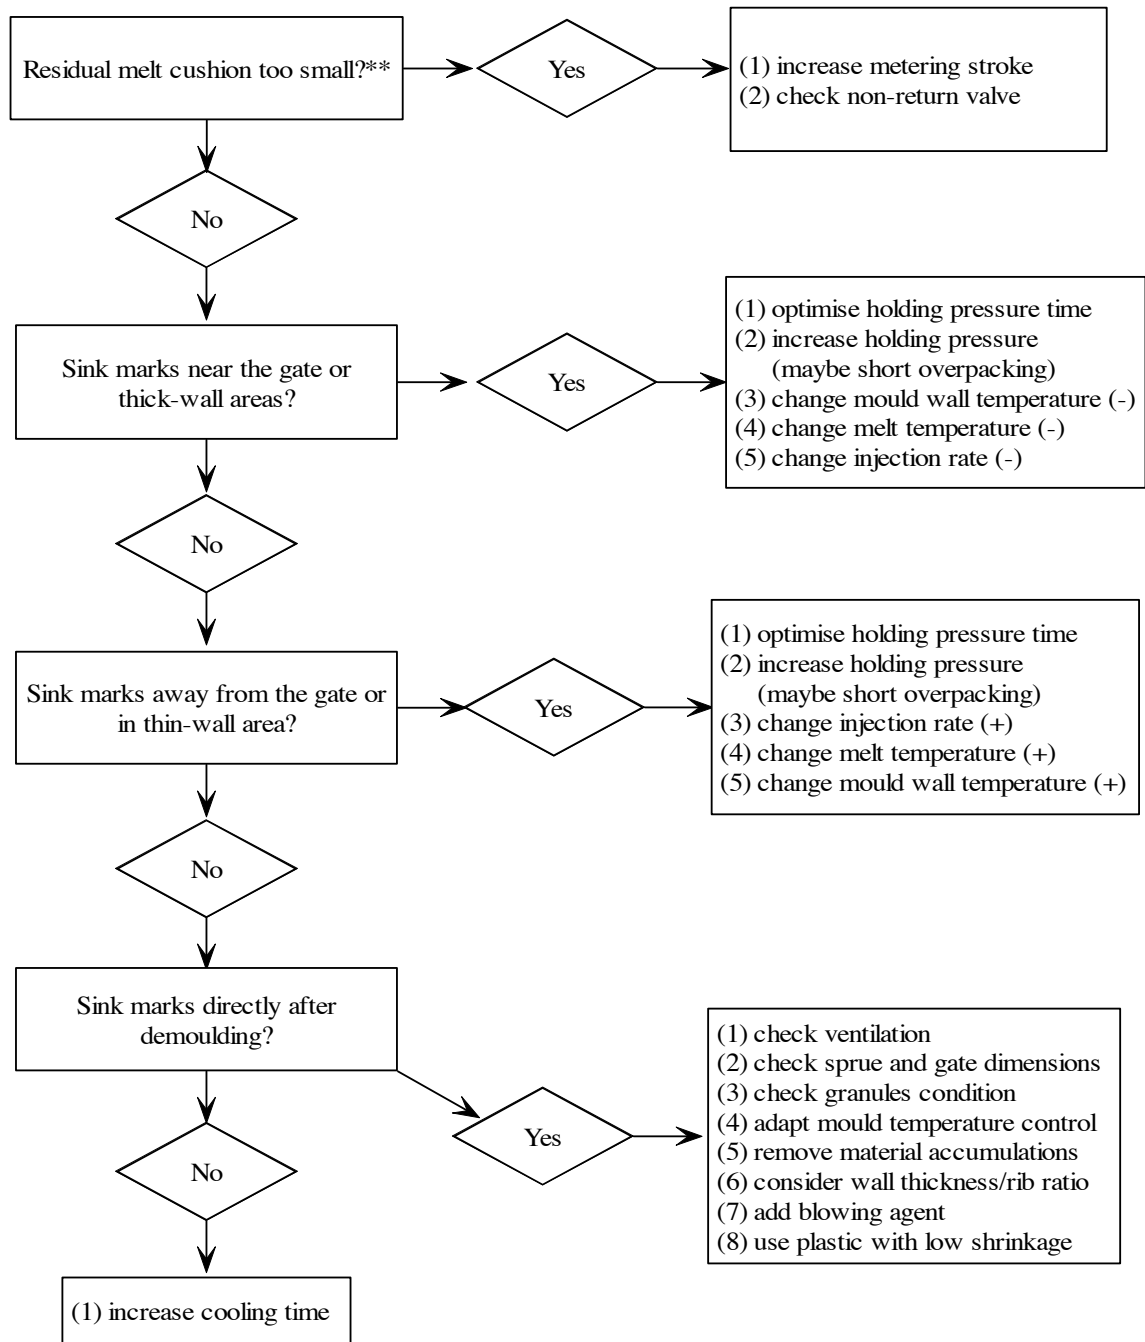 Residual melt cushion too small?**
Yes
(1) increase metering stroke
(2) check non-return valve
No
Sink marks near the gate or
thick-wall areas?
Yes
(1) optimise holding pressure time
(2) increase holding pressure
(maybe short overpacking)
(3) change mould wall temperature (-)
(4) change melt temperature (-)
(5) change injection rate (-)
No
Sink marks away from the gate or
in thin-wall area?
Yes
(1) optimise holding pressure time
(2) increase holding pressure
(maybe short overpacking)
(3) change injection rate (+)
(4) change melt temperature (+)
(5) change mould wall temperature (+)
No
Sink marks directly after
demoulding?
Yes
(1) check ventilation
(2) check sprue and gate dimensions
(3) check granules condition
(4) adapt mould temperature control
(5) remove material accumulations
(6) consider wall thickness/rib ratio
(7) add blowing agent
(8) use plastic with low shrinkage
No
(1) increase cooling time